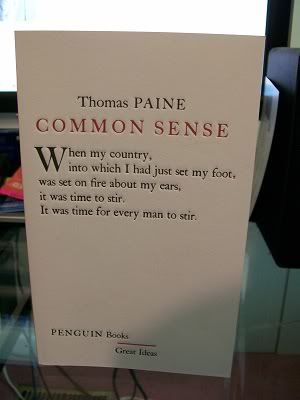 Thomas PAINE
COMMON SENSE
When my country,
into which I had just set my foot,
was set on fire about my ears,
it was time to stir.
It was time for every man to stir.
PENGUIN Books
Great Ideas